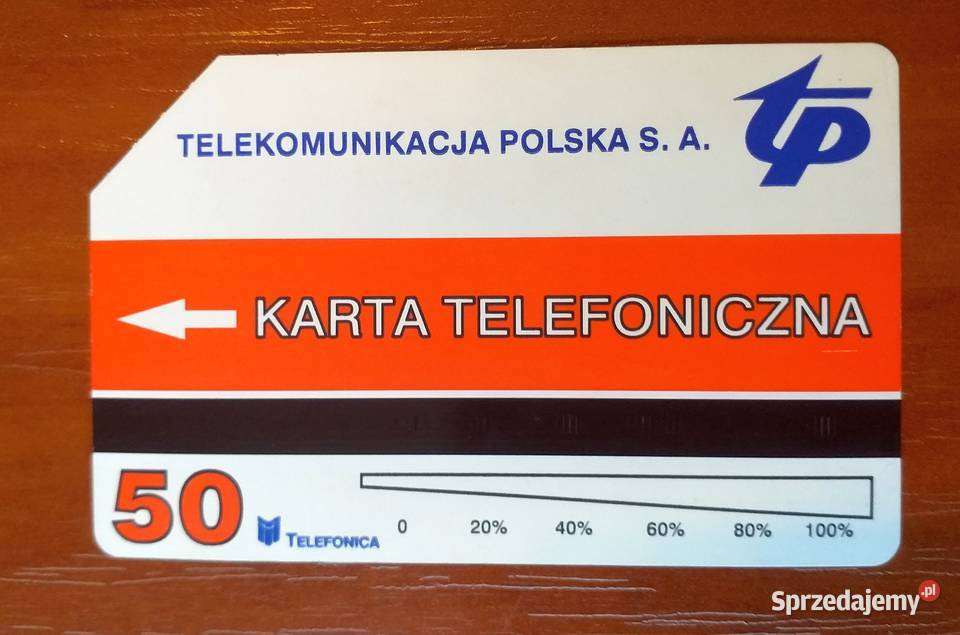 TELEKOMUNIKACJA POLSKA S. A.
tp
KARTA TELEFONICZNA
50
TELEFONICA
0 20% 40% 60% 80% 100%
Sprzedajemy.pl